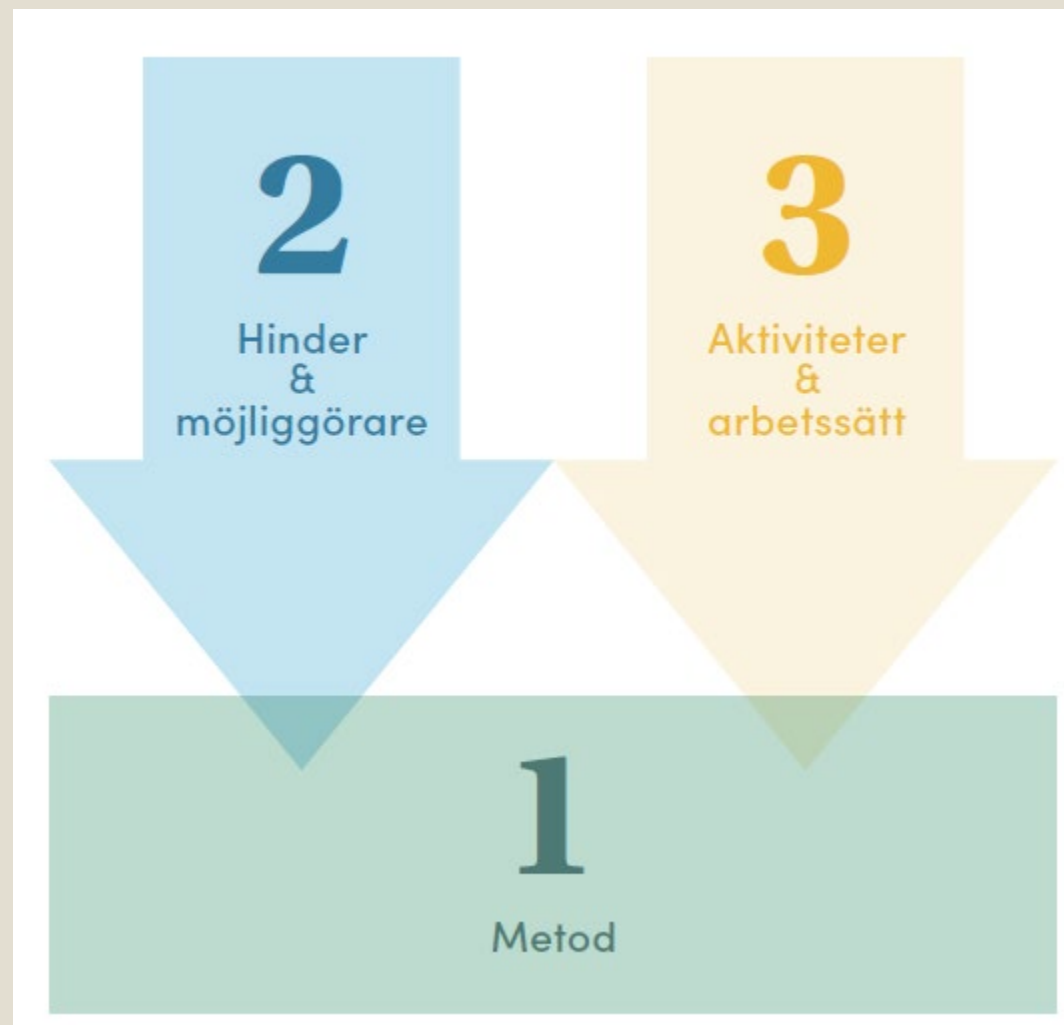 2
Hinder
&
möjliggörare
3
Aktiviteter
&
arbetssätt
1
Metod